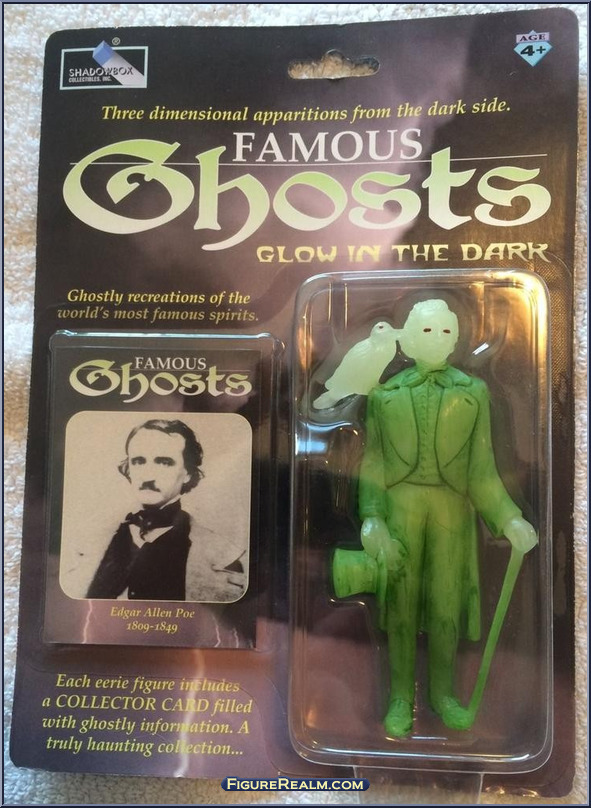 SHADOWBOX
COLLECTIBLES, INC.
®
AGE
4+
Three dimensional apparitions from the dark side.
FAMOUS
Ghosts
GLOW IN THE DARK
Ghostly recreations of the
world's most famous spirits.
FAMOUS
Ghosts
Edgar Allen Poe
1809-1849
Each eerie figure includes
a COLLECTOR CARD filled
with ghostly information. A
truly haunting collection...
FIGUREREALM.COM